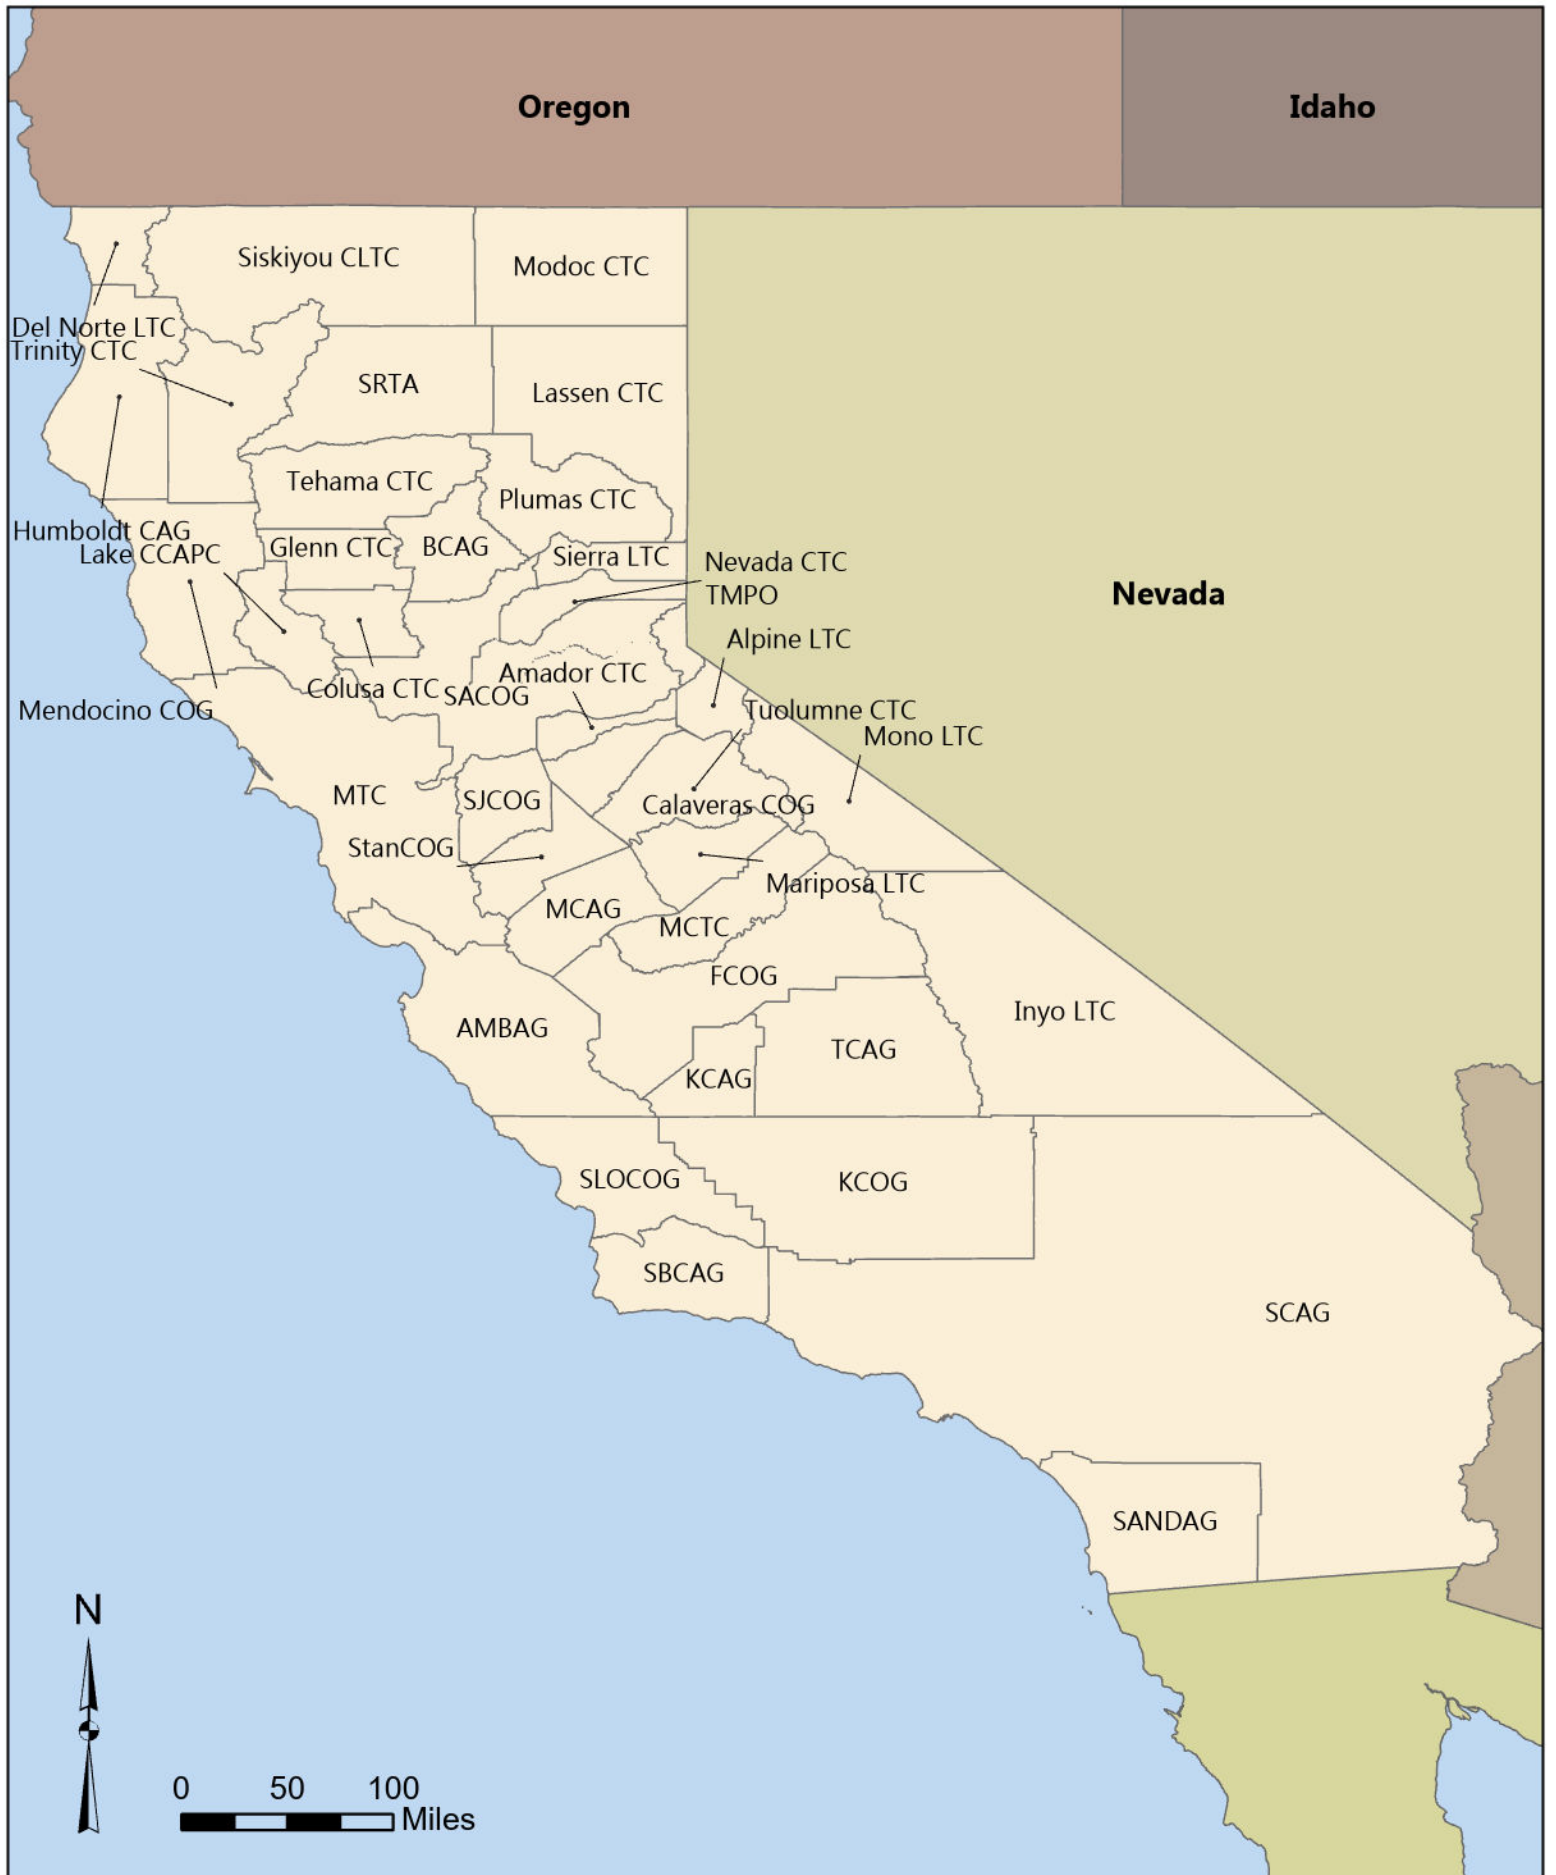 Oregon
Idaho
Siskiyou CLTC
Modoc CTC
Del Norte LTC
Trinity CTC
SRTA
Lassen CTC
Tehama CTC
Plumas CTC
Humboldt CAG
Lake CCAPC
Glenn CTC
BCAG
Sierra LTC
Nevada CTC
TMPO
Nevada
Alpine LTC
Amador CTC
Colusa CTC
SACOG
Mendocino COG
Tuolumne CTC
Mono LTC
MTC
SJCOG
Calaveras COG
StanCOG
Mariposa LTC
MCAG
MCTC
FCOG
Inyo LTC
AMBAG
TCAG
KCAG
SLOCOG
KCOG
SBCAG
SCAG
SANDAG
N
0 50 100
Miles